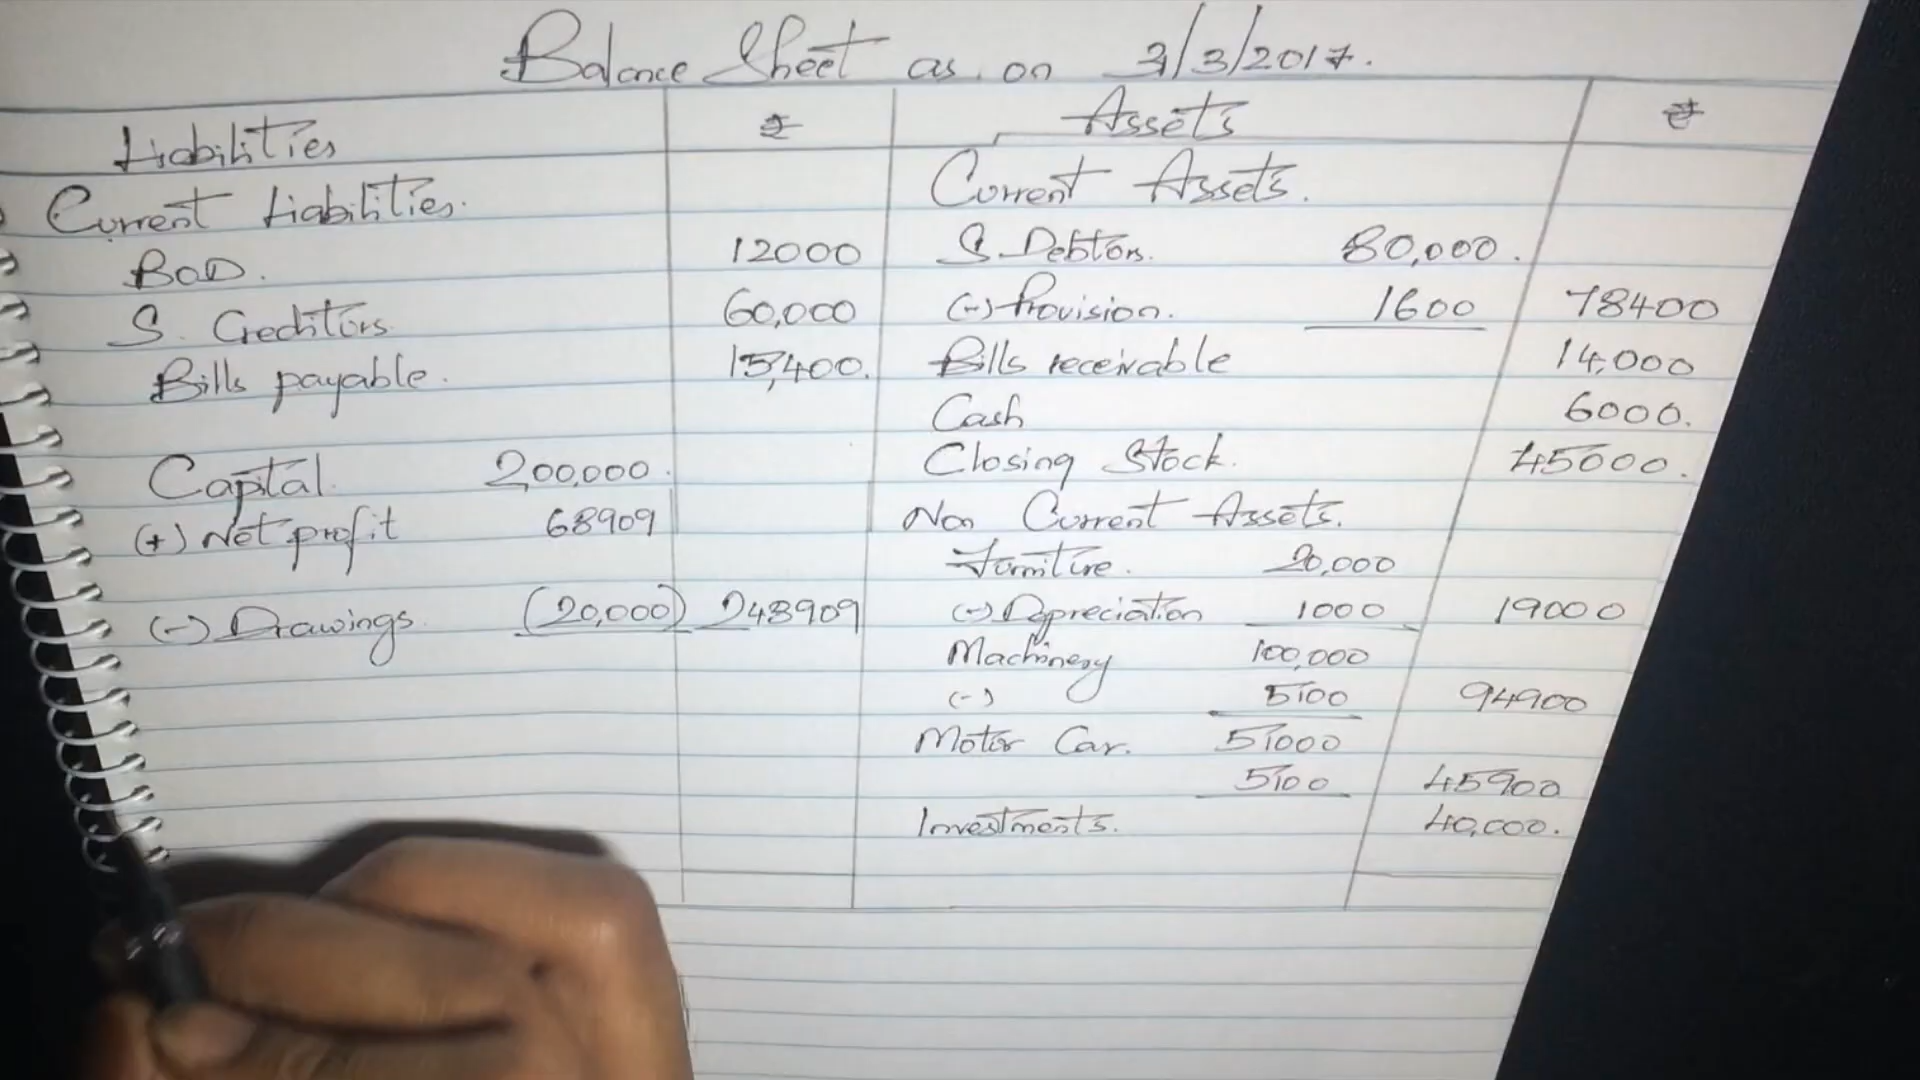 Balance Sheet as on 31/3/2017.
Liabilities ₹ Assets ₹
Current Liabilities. Current Assets.
BOD. 12000 S. Debtors. 80,000.
S. Creditors 60,000 (-) Provision. 1600 78400
Bills payable. 15,400. Bills receivable 14,000
Cash 6000.
Capital 200,000. Closing Stock. 45000.
(+) Net profit 68909 Non Current Assets.
Furniture. 20,000
(-) Drawings. (20,000) 248909 (-) Depreciation 1000 19000
Machinery 100,000
(-) 5100 94900
Motor Car. 51000
5100 45900
Investments. 40,000.